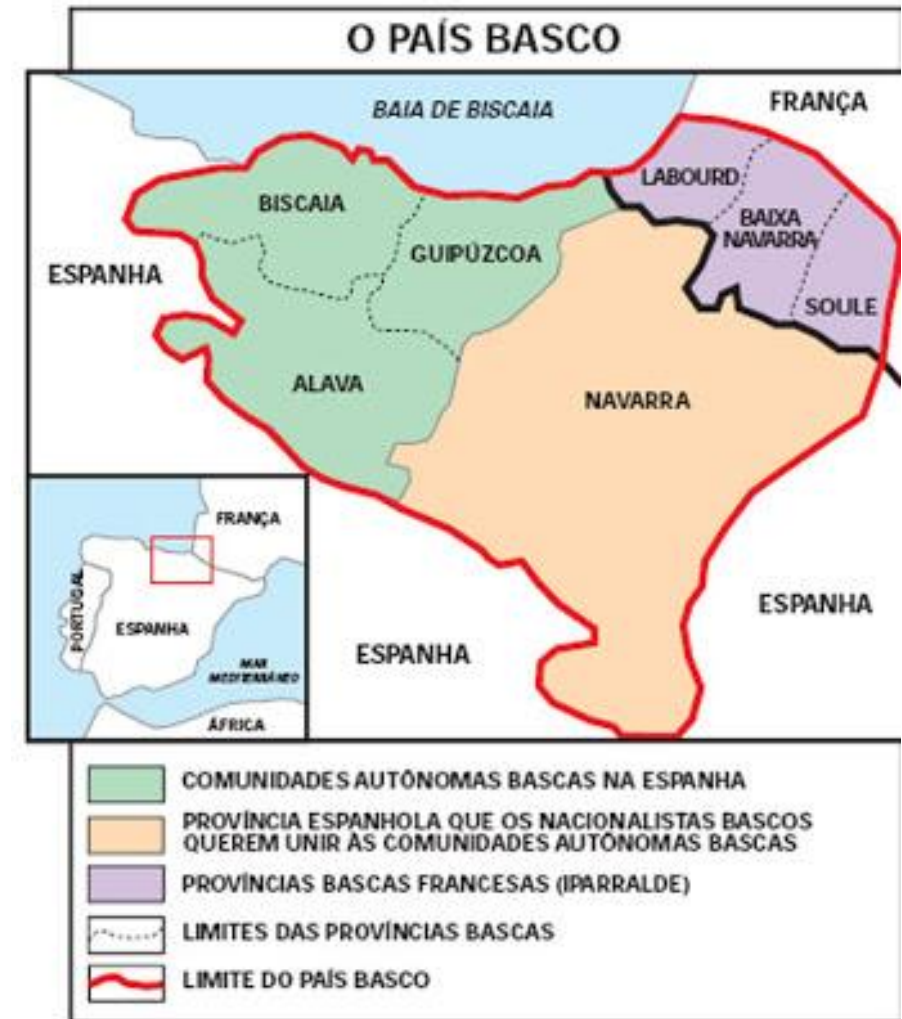 O PAÍS BASCO
BAIA DE BISCAIA
FRANÇA
LABOURD
BISCAIA
BAIXA
NAVARRA
GUIPÚZCOA
ESPANHA
SOULE
ALAVA
NAVARRA
FRANÇA
PORTUGAL
ESPANHA
MAR
MEDITERRÂNEO
ÁFRICA
ESPANHA
ESPANHA
COMUNIDADES AUTÔNOMAS BASCAS NA ESPANHA
PROVÍNCIA ESPANHOLA QUE OS NACIONALISTAS BASCOS
QUEREM UNIR ÀS COMUNIDADES AUTÔNOMAS BASCAS
PROVÍNCIAS BASCAS FRANCESAS (IPARRALDE)
LIMITES DAS PROVÍNCIAS BASCAS
LIMITE DO PAÍS BASCO